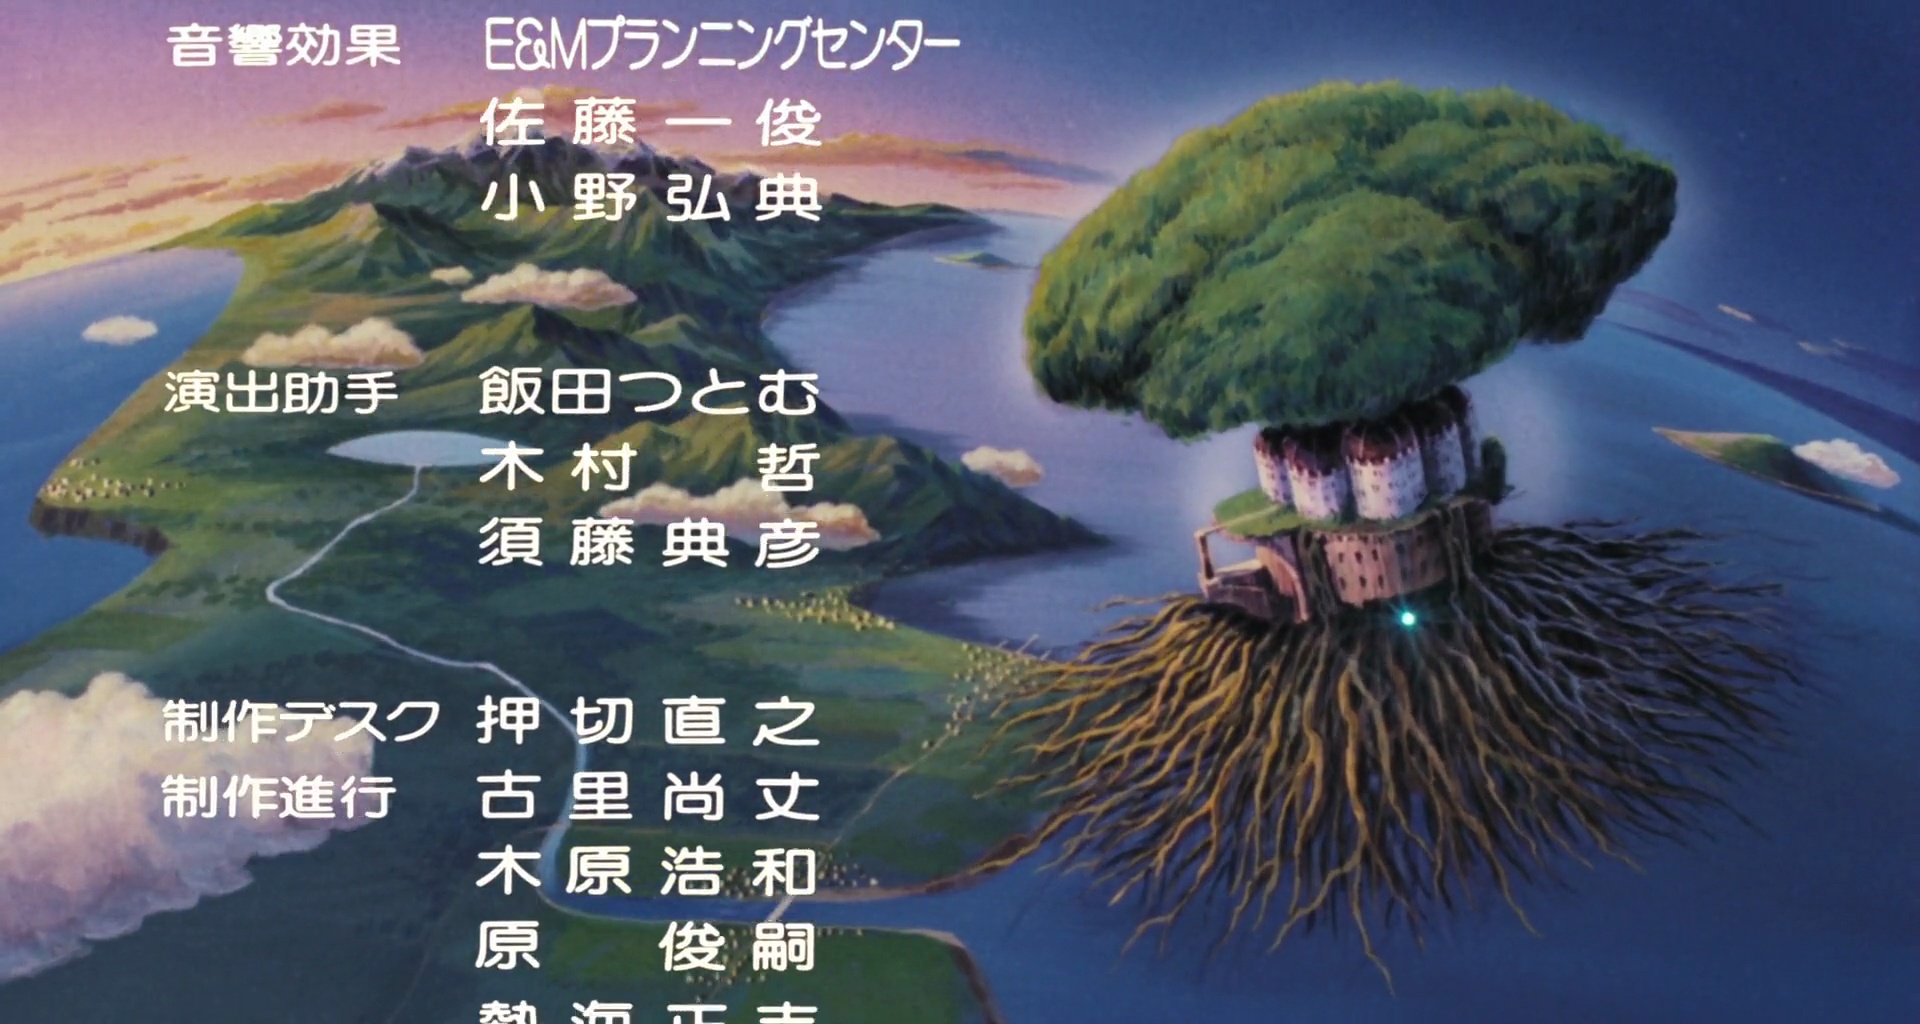 音響効果 E&Mプランニングセンター
佐藤一俊
小野弘典
演出助手 飯田つとむ
木村 哲
須藤典彦
制作デスク 押切直之
制作進行 古里尚丈
木原浩和
原 俊嗣